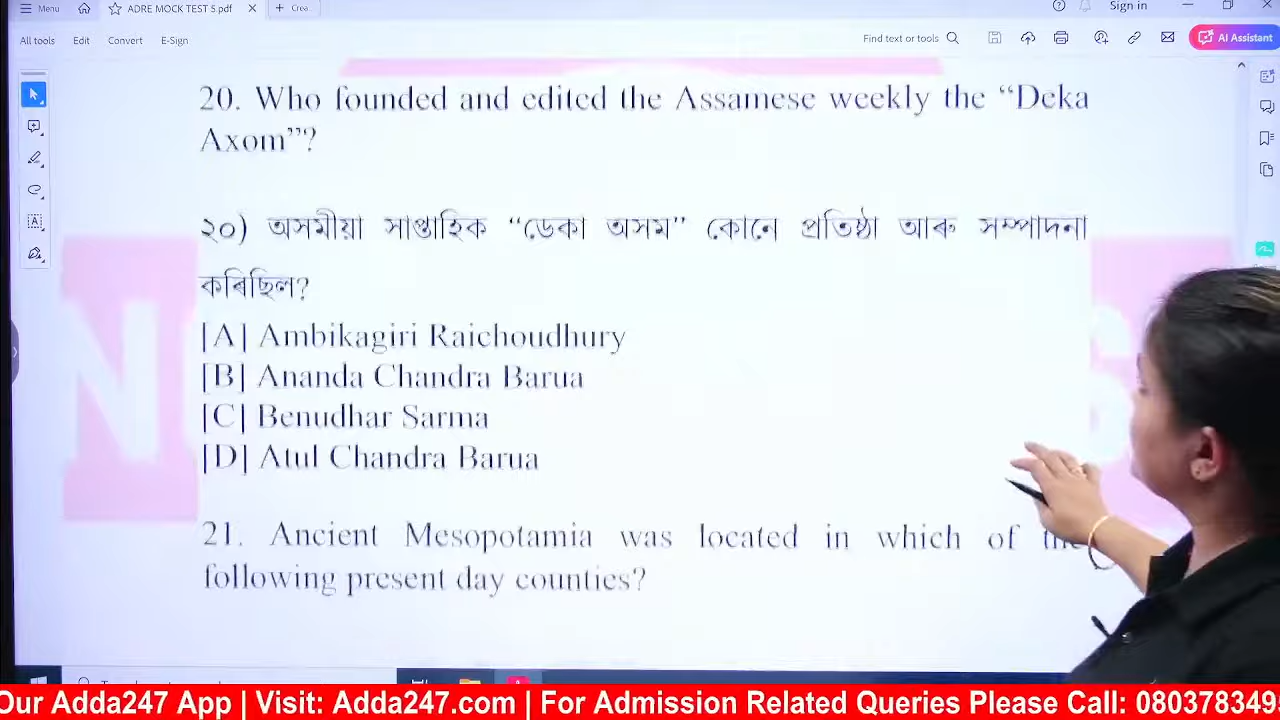 Menu
ADRE MOCK TEST 5.pdf
+ Crea
Sign in
All tools Edit Convert E-Sign
Find text or tools
AI Assistant
20. Who founded and edited the Assamese weekly the “Deka
Axom”?
২০) অসমীয়া সাপ্তাহিক “ডেকা অসম” কোনে প্ৰতিষ্ঠা আৰু সম্পাদনা
কৰিছিল?
[A] Ambikagiri Raichoudhury
[B] Ananda Chandra Barua
[C] Benudhar Sarma
[D] Atul Chandra Barua
21. Ancient Mesopotamia was located in which of the
following present day counties?
Our Adda247 App | Visit: Adda247.com | For Admission Related Queries Please Call: 080378349